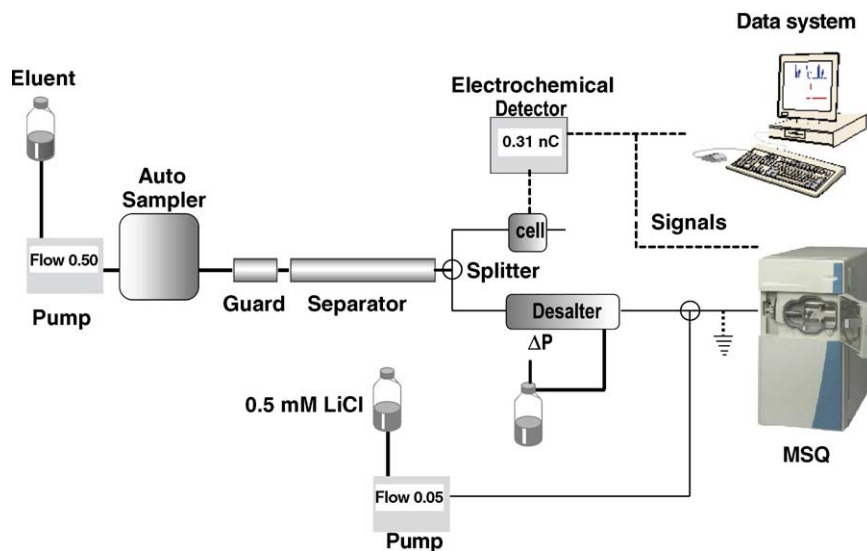 Data system
Eluent
Electrochemical
Detector
0.31 nC
Auto
Sampler
cell
Signals
Flow 0.50
Splitter
Pump
Guard
Separator
Desalter
ΔP
0.5 mM LiCl
MSQ
Flow 0.05
Pump